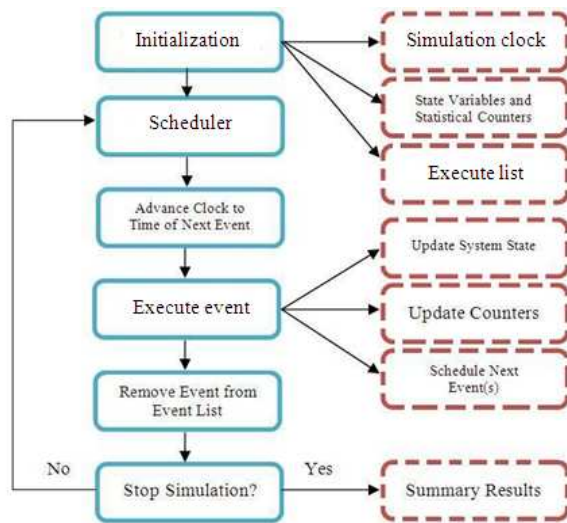 Initialization
Simulation clock
State Variables and
Statistical Counters
Scheduler
Execute list
Advance Clock to
Time of Next Event
Update System State
Execute event
Update Counters
Schedule Next
Event(s)
Remove Event from
Event List
No
Yes
Stop Simulation?
Summary Results